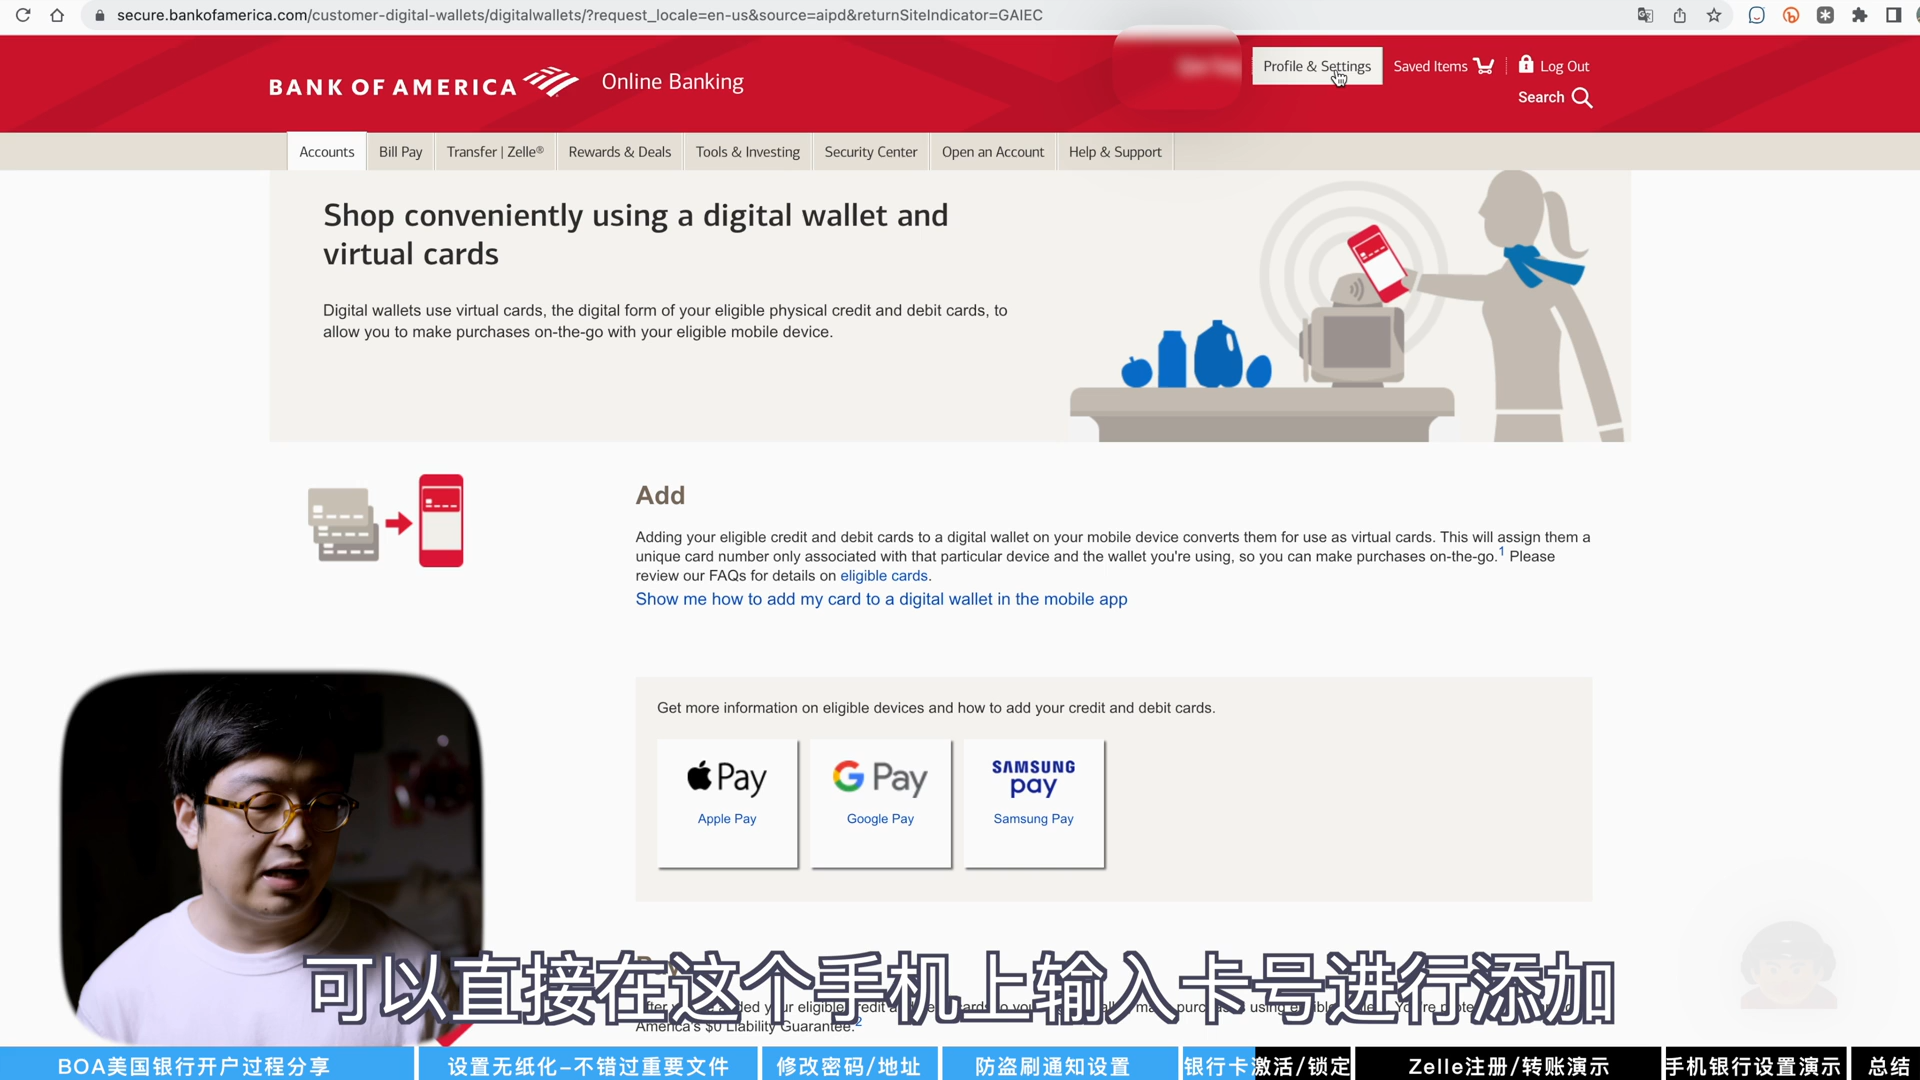 secure.bankofamerica.com/customer-digital-wallets/digitalwallets/?request_locale=en-us&source=aipd&returnSiteIndicator=GAIEC
BANK OF AMERICA
Online Banking
Profile & Settings
Saved Items
Log Out
Search
Accounts
Bill Pay
Transfer | Zelle®
Rewards & Deals
Tools & Investing
Security Center
Open an Account
Help & Support
Shop conveniently using a digital wallet and
virtual cards
Digital wallets use virtual cards, the digital form of your eligible physical credit and debit cards, to
allow you to make purchases on-the-go with your eligible mobile device.
Add
Adding your eligible credit and debit cards to a digital wallet on your mobile device converts them for use as virtual cards. This will assign them a
unique card number only associated with that particular device and the wallet you're using, so you can make purchases on-the-go.1 Please
review our FAQs for details on eligible cards.
Show me how to add my card to a digital wallet in the mobile app
Get more information on eligible devices and how to add your credit and debit cards.
Pay
Apple Pay
G Pay
Google Pay
SAMSUNG
pay
Samsung Pay
可以直接在这个手机上输入卡号进行添加
America's $0 Liability Guarantee.2
BOA美国银行开户过程分享
设置无纸化–不错过重要文件
修改密码/地址
防盗刷通知设置
银行卡激活/锁定
Zelle注册/转账演示
手机银行设置演示
总结